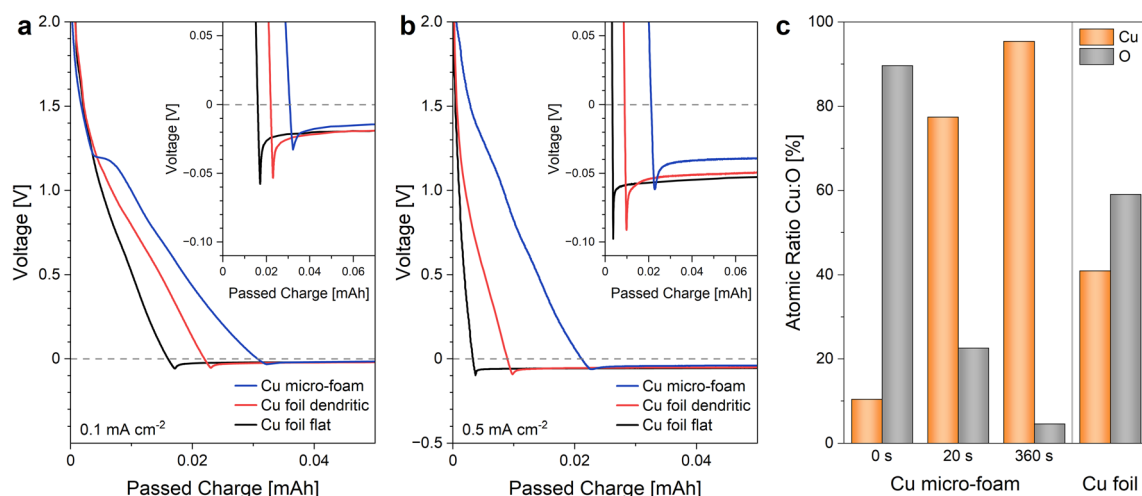 a
Voltage [V]
2.0
1.5
1.0
0.5
0
0
0.02
0.04
Passed Charge [mAh]
0.1 mA cm⁻²
Cu micro-foam
Cu foil dendritic
Cu foil flat
Voltage [V]
0.05
0
−0.05
−0.10
0
0.02
0.04
0.06
Passed Charge [mAh]
b
Voltage [V]
2.0
1.5
1.0
0.5
0
−0.5
0
0.02
0.04
Passed Charge [mAh]
0.5 mA cm⁻²
Cu micro-foam
Cu foil dendritic
Cu foil flat
Voltage [V]
0.05
0
−0.05
−0.10
0
0.02
0.04
0.06
Passed Charge [mAh]
c
Atomic Ratio Cu:O [%]
100
80
60
40
20
0
Cu
O
0 s
20 s
360 s
Cu micro-foam
Cu foil